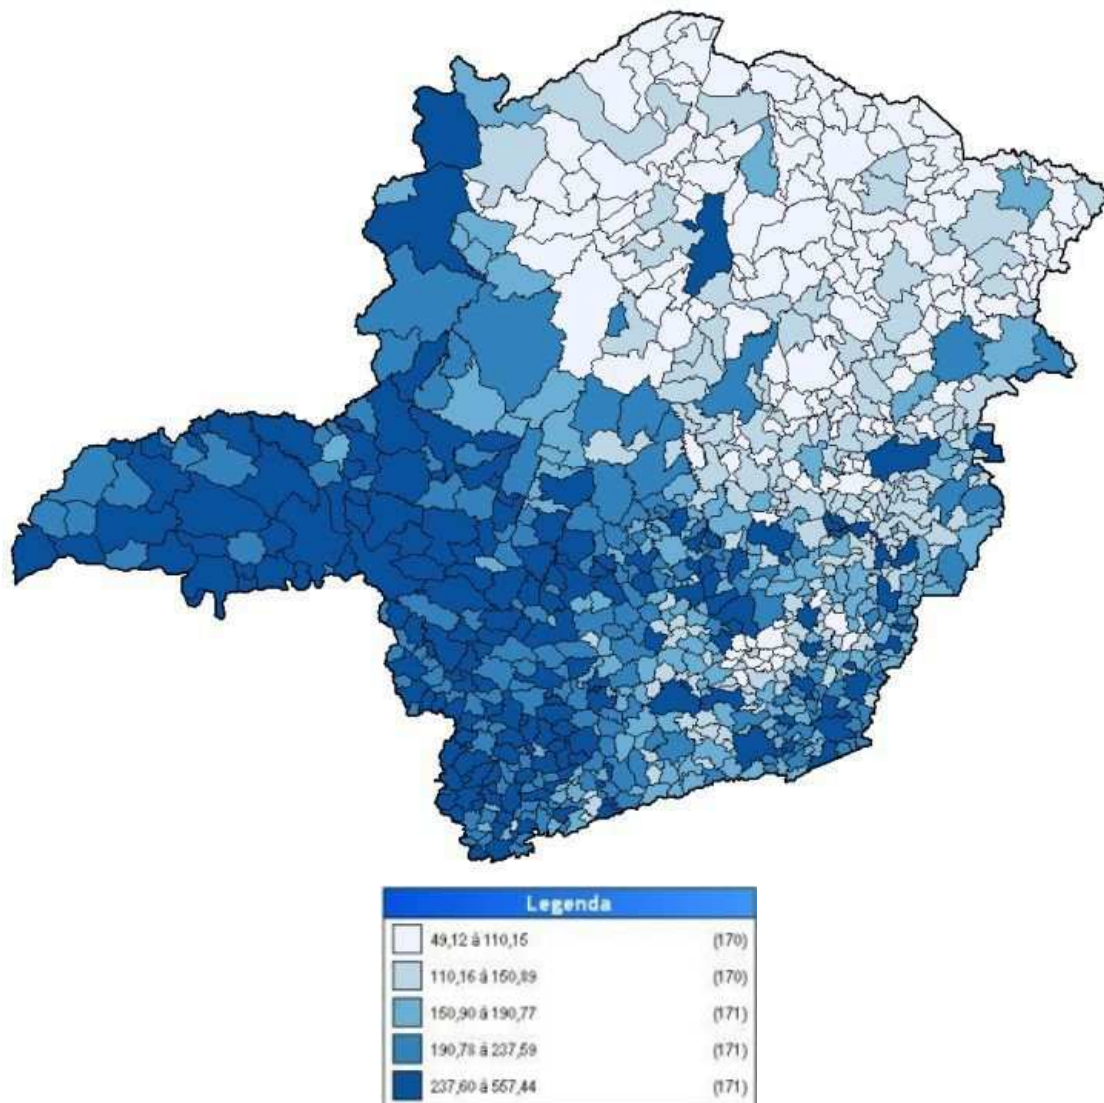 Legenda
49,12 à 110,15 (170)
110,16 à 150,89 (170)
150,90 à 190,77 (171)
190,78 à 237,59 (171)
237,60 à 557,44 (171)